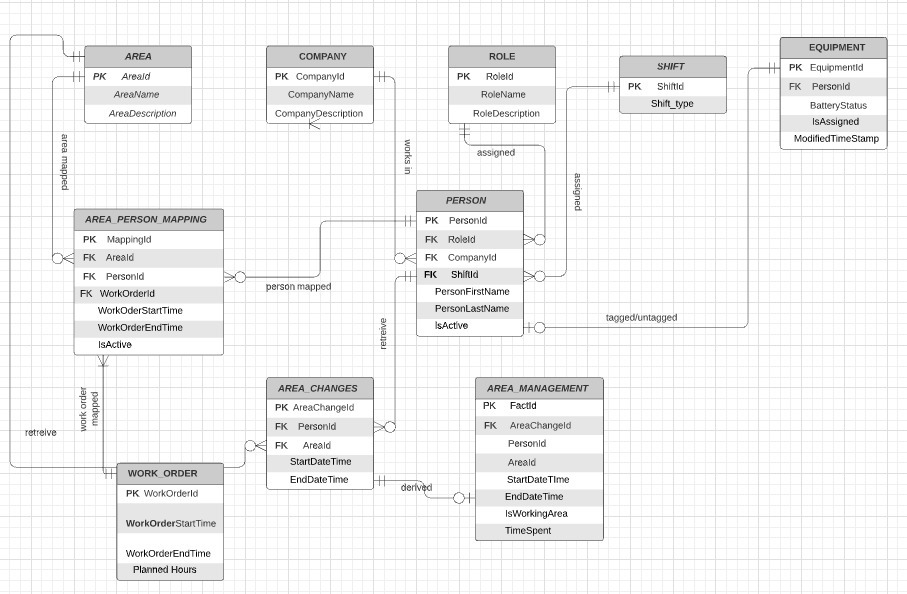 AREA
PK AreaId
AreaName
AreaDescription
COMPANY
PK CompanyId
CompanyName
CompanyDescription
ROLE
PK RoleId
RoleName
RoleDescription
SHIFT
PK ShiftId
Shift_type
EQUIPMENT
PK EquipmentId
FK PersonId
BatteryStatus
IsAssigned
ModifiedTimeStamp
area mapped
works in
assigned
assigned
AREA_PERSON_MAPPING
PK MappingId
FK AreaId
FK PersonId
FK WorkOrderId
WorkOderStartTime
WorkOrderEndTime
IsActive
person mapped
PERSON
PK PersonId
FK RoleId
FK CompanyId
FK ShiftId
PersonFirstName
PersonLastName
IsActive
tagged/untagged
retreive
work order
mapped
retreive
AREA_CHANGES
PK AreaChangeId
FK PersonId
FK AreaId
StartDateTime
EndDateTime
derived
AREA_MANAGEMENT
PK FactId
FK AreaChangeId
PersonId
AreaId
StartDateTIme
EndDateTime
IsWorkingArea
TimeSpent
WORK_ORDER
PK WorkOrderId
WorkOrderStartTime
WorkOrderEndTime
Planned Hours